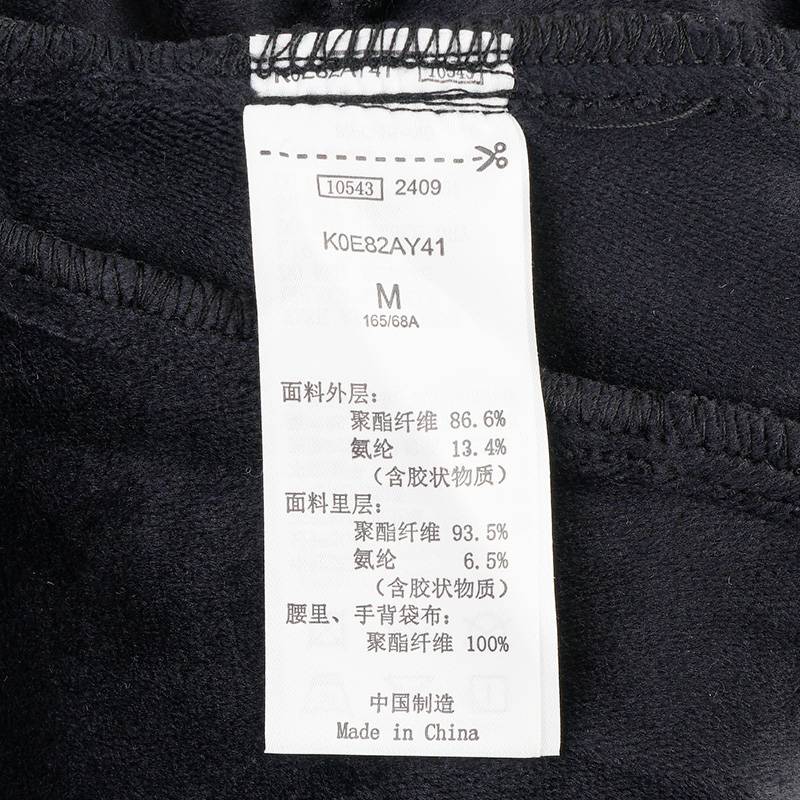 K0E82AY41 10543
10543 2409
K0E82AY41
M
165/68A
面料外层：
聚酯纤维 86.6%
氨纶 13.4%
（含胶状物质）
面料里层：
聚酯纤维 93.5%
氨纶 6.5%
（含胶状物质）
腰里、手背袋布：
聚酯纤维 100%
中国制造
Made in China